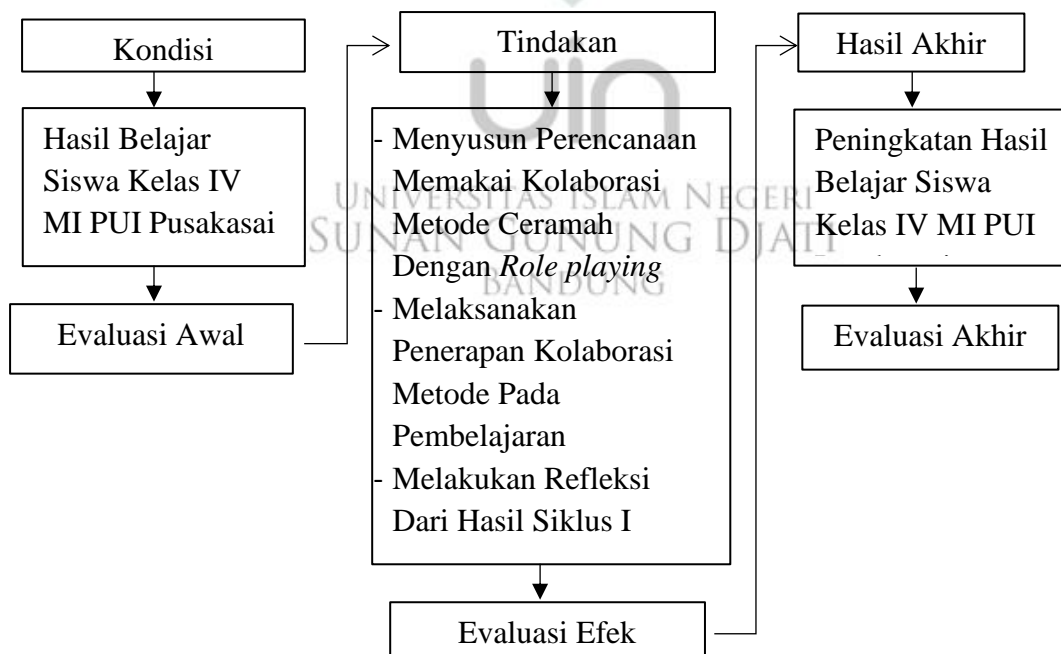 Kondisi
Hasil Belajar
Siswa Kelas IV
MI PUI Pusakasai
Evaluasi Awal
Tindakan
- Menyusun Perencanaan
Memakai Kolaborasi
Metode Ceramah
Dengan Role playing
- Melaksanakan
Penerapan Kolaborasi
Metode Pada
Pembelajaran
- Melakukan Refleksi
Dari Hasil Siklus I
Evaluasi Efek
Hasil Akhir
Peningkatan Hasil
Belajar Siswa
Kelas IV MI PUI
Evaluasi Akhir
uin
UNIVERSITAS ISLAM NEGERI
SUNAN GUNUNG DJATI
BANDUNG